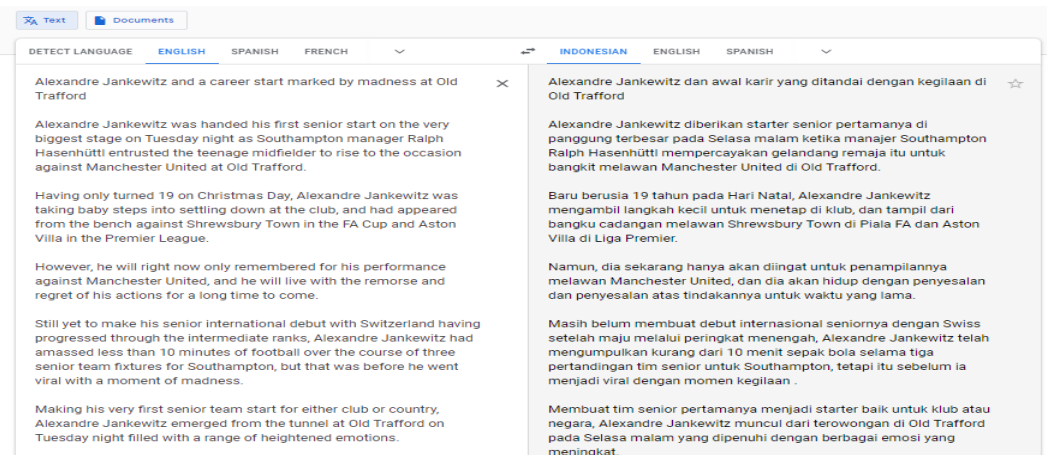 Text Documents
DETECT LANGUAGE ENGLISH SPANISH FRENCH INDONESIAN ENGLISH SPANISH
Alexandre Jankewitz and a career start marked by madness at Old
Trafford
Alexandre Jankewitz was handed his first senior start on the very
biggest stage on Tuesday night as Southampton manager Ralph
Hasenhüttl entrusted the teenage midfielder to rise to the occasion
against Manchester United at Old Trafford.
Having only turned 19 on Christmas Day, Alexandre Jankewitz was
taking baby steps into settling down at the club, and had appeared
from the bench against Shrewsbury Town in the FA Cup and Aston
Villa in the Premier League.
However, he will right now only remembered for his performance
against Manchester United, and he will live with the remorse and
regret of his actions for a long time to come.
Still yet to make his senior international debut with Switzerland having
progressed through the intermediate ranks, Alexandre Jankewitz had
amassed less than 10 minutes of football over the course of three
senior team fixtures for Southampton, but that was before he went
viral with a moment of madness.
Making his very first senior team start for either club or country,
Alexandre Jankewitz emerged from the tunnel at Old Trafford on
Tuesday night filled with a range of heightened emotions.
Alexandre Jankewitz dan awal karir yang ditandai dengan kegilaan di
Old Trafford
Alexandre Jankewitz diberikan starter senior pertamanya di
panggung terbesar pada Selasa malam ketika manajer Southampton
Ralph Hasenhüttl mempercayakan gelandang remaja itu untuk
bangkit melawan Manchester United di Old Trafford.
Baru berusia 19 tahun pada Hari Natal, Alexandre Jankewitz
mengambil langkah kecil untuk menetap di klub, dan tampil dari
bangku cadangan melawan Shrewsbury Town di Piala FA dan Aston
Villa di Liga Premier.
Namun, dia sekarang hanya akan diingat untuk penampilannya
melawan Manchester United, dan dia akan hidup dengan penyesalan
dan penyesalan atas tindakannya untuk waktu yang lama.
Masih belum membuat debut internasional seniornya dengan Swiss
setelah maju melalui peringkat menengah, Alexandre Jankewitz telah
mengumpulkan kurang dari 10 menit sepak bola selama tiga
pertandingan tim senior untuk Southampton, tetapi itu sebelum ia
menjadi viral dengan momen kegilaan .
Membuat tim senior pertamanya menjadi starter baik untuk klub atau
negara, Alexandre Jankewitz muncul dari terowongan di Old Trafford
pada Selasa malam yang dipenuhi dengan berbagai emosi yang
meningkat.